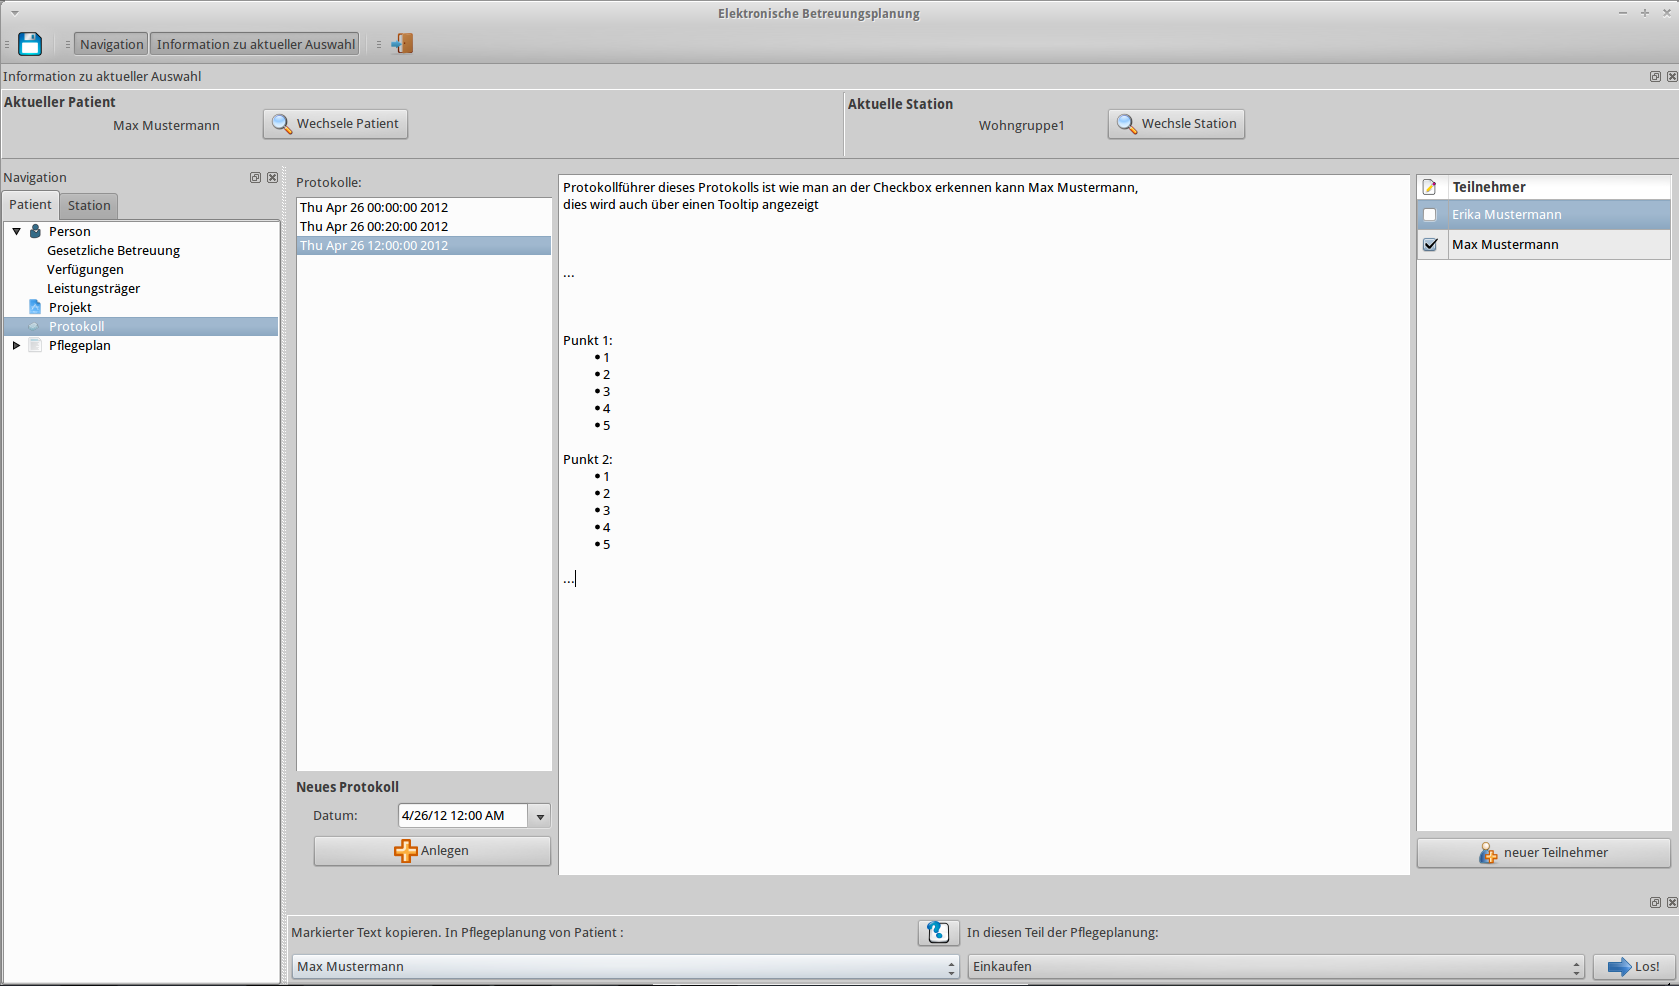 Elektronische Betreuungsplanung
Navigation
Information zu aktueller Auswahl
Information zu aktueller Auswahl
Aktueller Patient
Max Mustermann
Wechsele Patient
Aktuelle Station
Wohngruppe1
Wechsle Station
Navigation
Patient
Station
Person
Gesetzliche Betreuung
Verfügungen
Leistungsträger
Projekt
Protokoll
Pflegeplan
Protokolle:
Thu Apr 26 00:00:00 2012
Thu Apr 26 00:20:00 2012
Thu Apr 26 12:00:00 2012
Neues Protokoll
Datum:
4/26/12 12:00 AM
Anlegen
Protokollführer dieses Protokolls ist wie man an der Checkbox erkennen kann Max Mustermann,
dies wird auch über einen Tooltip angezeigt
...
Punkt 1:
• 1
• 2
• 3
• 4
• 5
Punkt 2:
• 1
• 2
• 3
• 4
• 5
...
Teilnehmer
Erika Mustermann
Max Mustermann
neuer Teilnehmer
Markierter Text kopieren. In Pflegeplanung von Patient :
In diesen Teil der Pflegeplanung:
Max Mustermann
Einkaufen
Los!